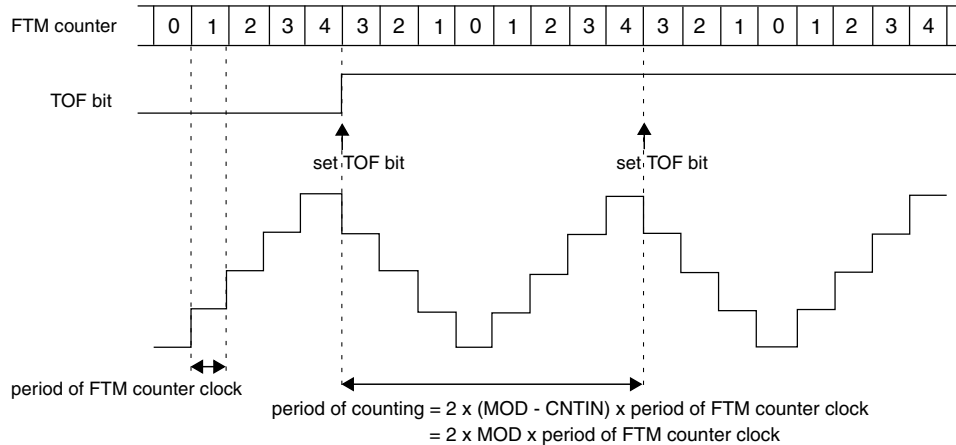 FTM counter 0 1 2 3 4 3 2 1 0 1 2 3 4 3 2 1 0 1 2 3 4
TOF bit
set TOF bit set TOF bit
period of FTM counter clock
period of counting = 2 x (MOD - CNTIN) x period of FTM counter clock
= 2 x MOD x period of FTM counter clock